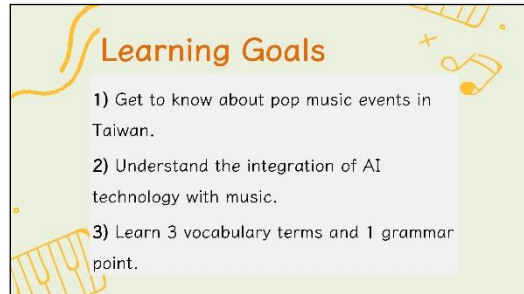 Learning Goals
1) Get to know about pop music events in
Taiwan.
2) Understand the integration of AI
technology with music.
3) Learn 3 vocabulary terms and 1 grammar
point.